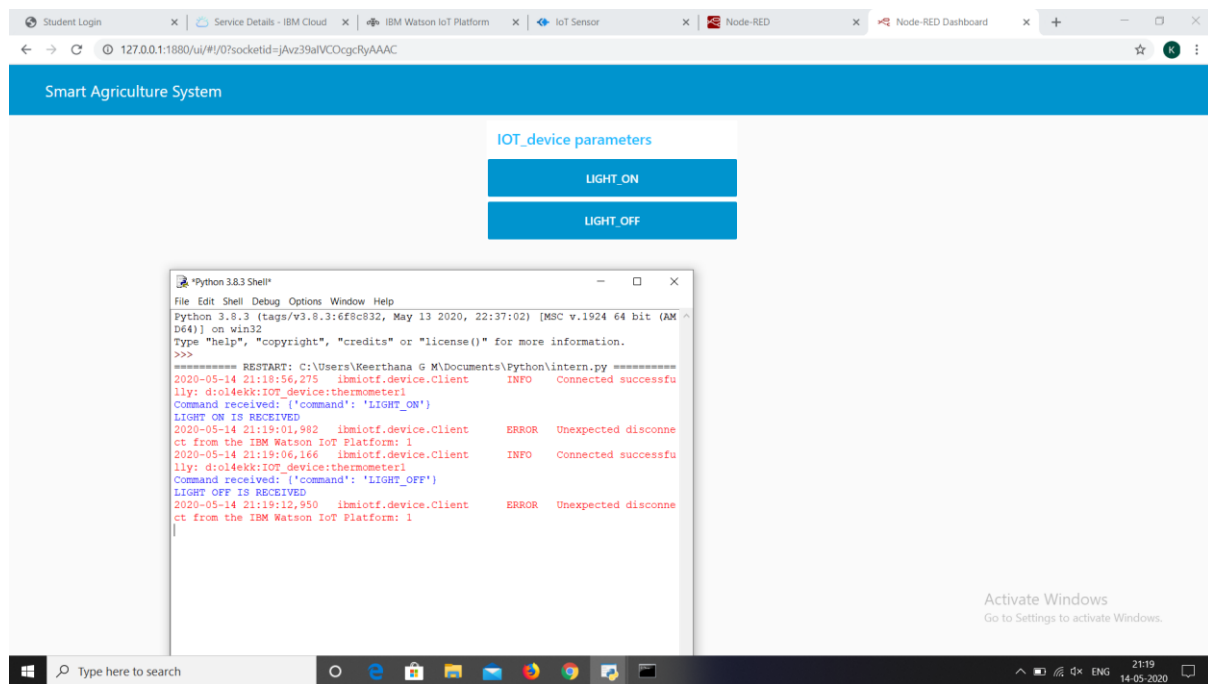 Student Login
Service Details - IBM Cloud
IBM Watson IoT Platform
IoT Sensor
Node-RED
Node-RED Dashboard
127.0.0.1:1880/ui/#!/0?socketid=jAvz39aIVCOcgcRyAAAC
K
Smart Agriculture System
IOT_device parameters
LIGHT_ON
LIGHT_OFF
*Python 3.8.3 Shell*
File Edit Shell Debug Options Window Help
Python 3.8.3 (tags/v3.8.3:6f8c832, May 13 2020, 22:37:02) [MSC v.1924 64 bit (AM
D64)] on win32
Type "help", "copyright", "credits" or "license()" for more information.
>>>
========== RESTART: C:\Users\Keerthana G M\Documents\Python\intern.py ==========
2020-05-14 21:18:56,275 ibmiotf.device.Client INFO Connected successfu
lly: d:ol4ekk:IOT_device:thermometer1
Command received: {'command': 'LIGHT_ON'}
LIGHT ON IS RECEIVED
2020-05-14 21:19:01,982 ibmiotf.device.Client ERROR Unexpected disconne
ct from the IBM Watson IoT Platform: 1
2020-05-14 21:19:06,166 ibmiotf.device.Client INFO Connected successfu
lly: d:ol4ekk:IOT_device:thermometer1
Command received: {'command': 'LIGHT_OFF'}
LIGHT OFF IS RECEIVED
2020-05-14 21:19:12,950 ibmiotf.device.Client ERROR Unexpected disconne
ct from the IBM Watson IoT Platform: 1
Activate Windows
Go to Settings to activate Windows.
Type here to search
ENG
21:19
14-05-2020